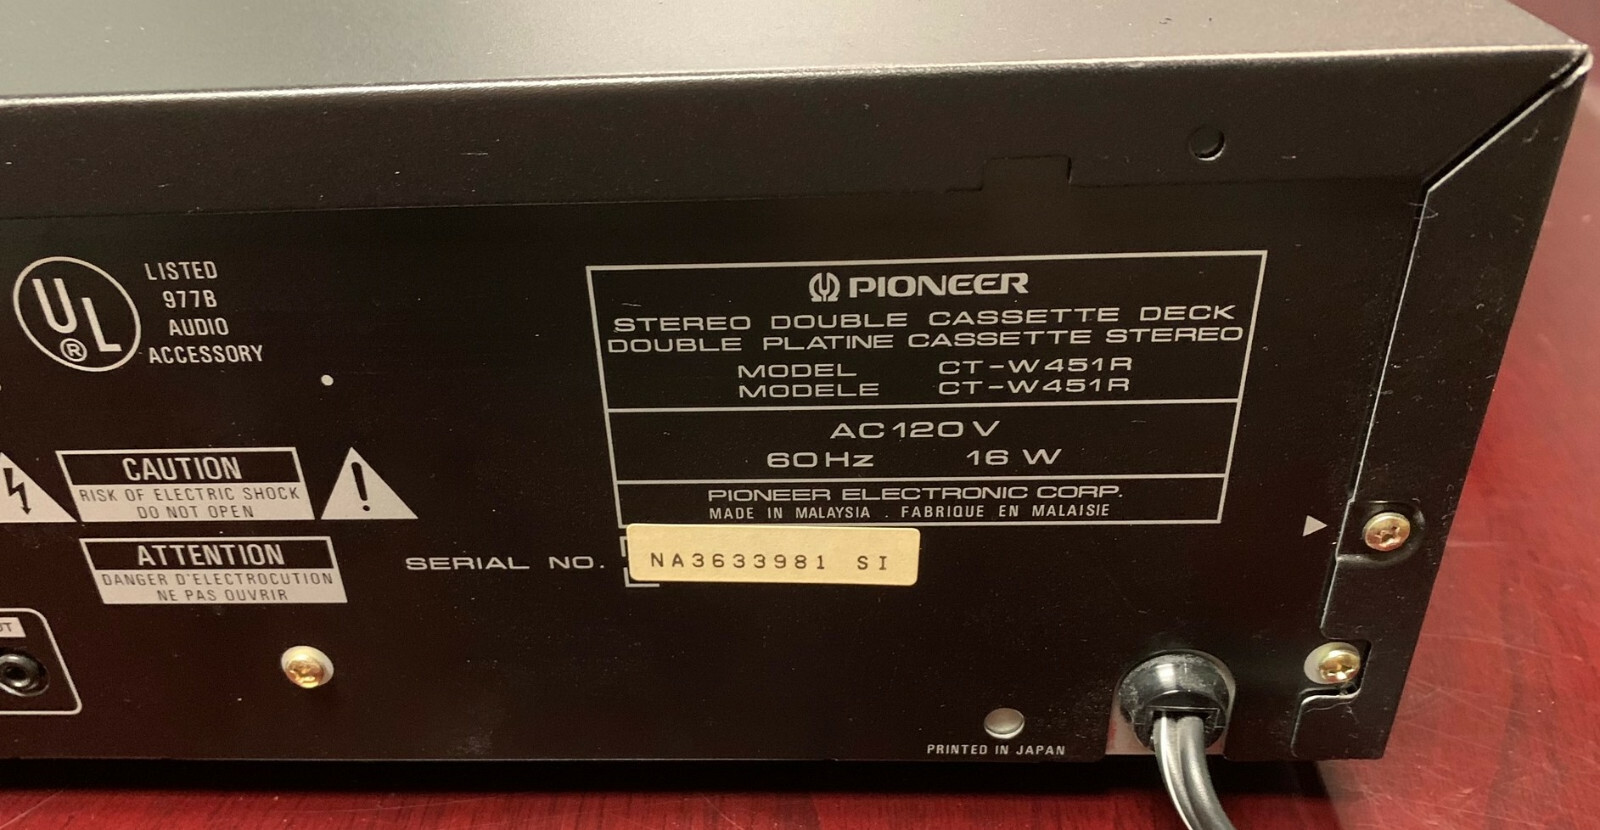 UL
®
LISTED
977B
AUDIO
ACCESSORY
PIONEER
STEREO DOUBLE CASSETTE DECK
DOUBLE PLATINE CASSETTE STEREO
MODEL CT-W451R
MODELE CT-W451R
AC120V
60Hz 16 W
PIONEER ELECTRONIC CORP.
MADE IN MALAYSIA . FABRIQUE EN MALAISIE
CAUTION
RISK OF ELECTRIC SHOCK
DO NOT OPEN
!
ATTENTION
DANGER D'ELECTROCUTION
NE PAS OUVRIR
SERIAL NO. NA3633981 SI
PRINTED IN JAPAN